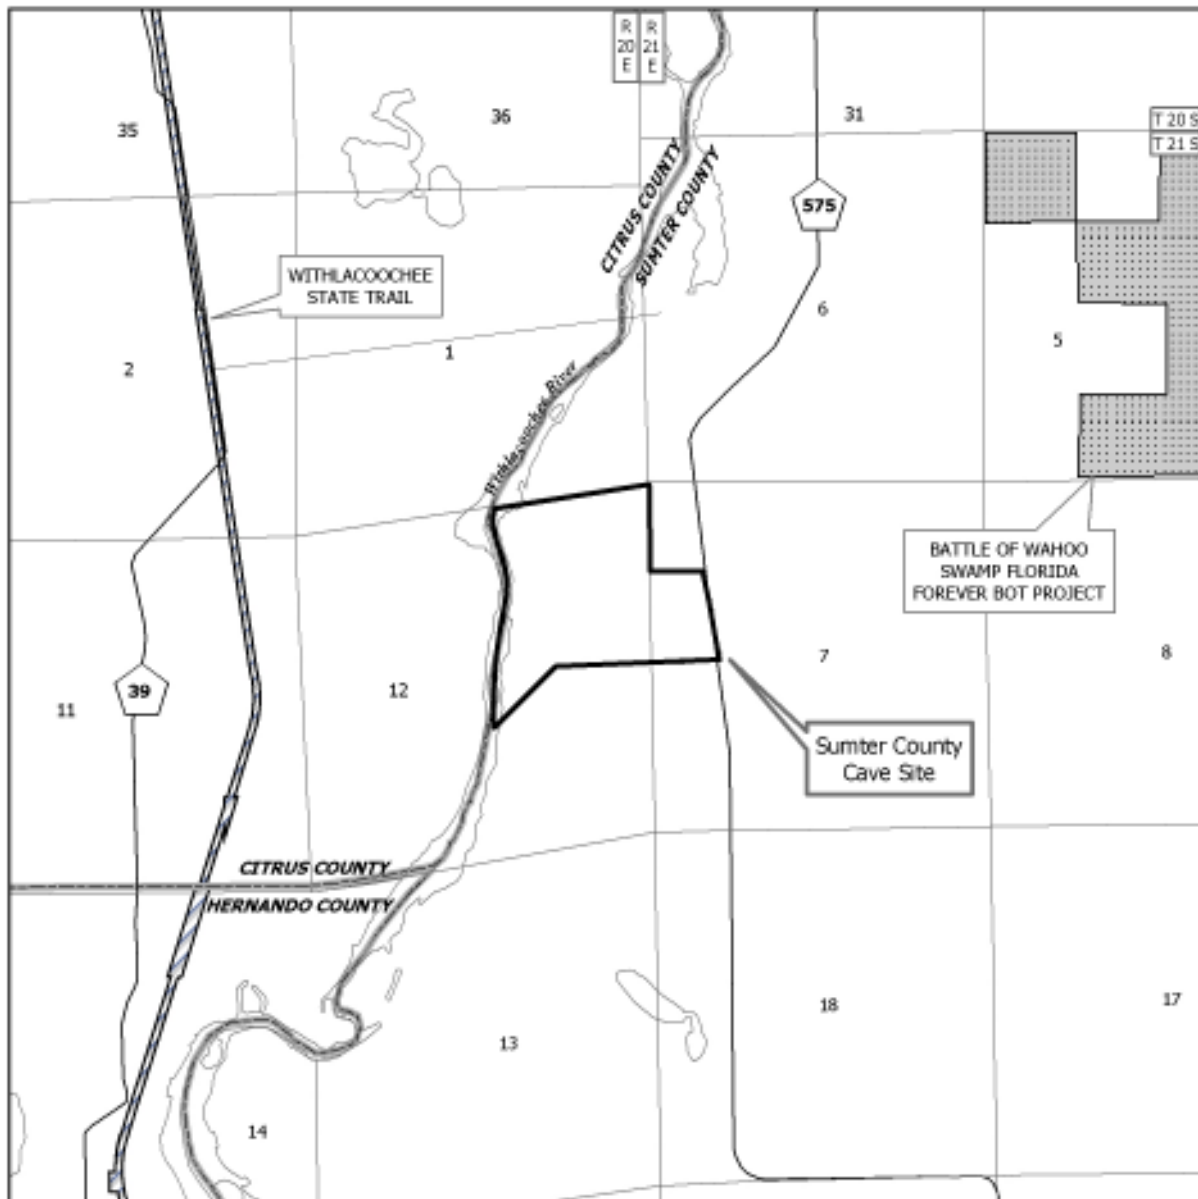 R
20
E
R
21
E
35
36
31
T 20 S
T 21 S
CITRUS COUNTY
SUMTER COUNTY
575
WITHLACOOCHEE
STATE TRAIL
6
5
2
1
Withlacoochee River
BATTLE OF WAHOO
SWAMP FLORIDA
FOREVER BOT PROJECT
7
8
39
12
11
Sumter County
Cave Site
CITRUS COUNTY
HERNANDO COUNTY
18
17
13
14